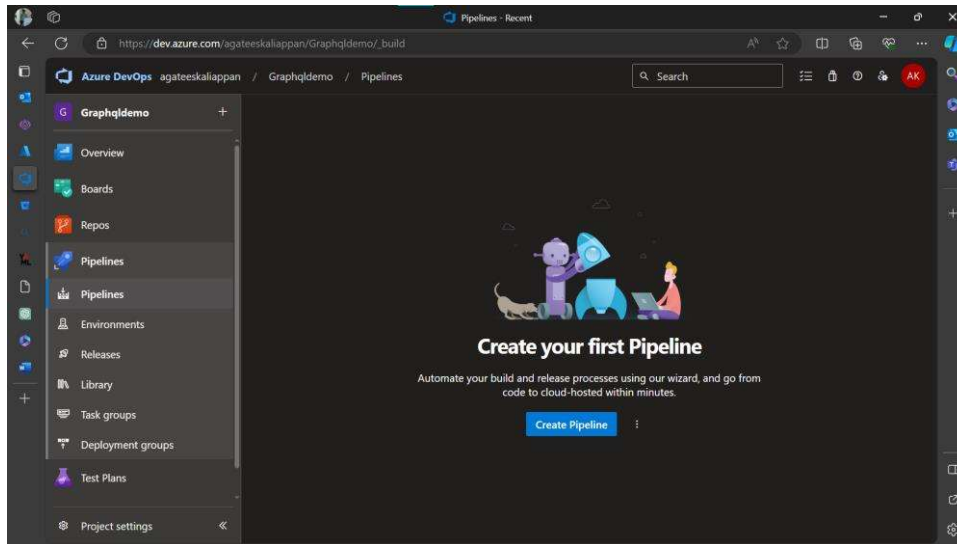 Pipelines - Recent
https://dev.azure.com/agateeskaliappan/Graphqldemo/_build
Azure DevOps agateeskaliappan / Graphqldemo / Pipelines
Search
AK
G Graphqldemo +
Overview
Boards
Repos
Pipelines
Pipelines
Environments
Releases
Library
Task groups
Deployment groups
Test Plans
Project settings
Create your first Pipeline
Automate your build and release processes using our wizard, and go from
code to cloud-hosted within minutes.
Create Pipeline